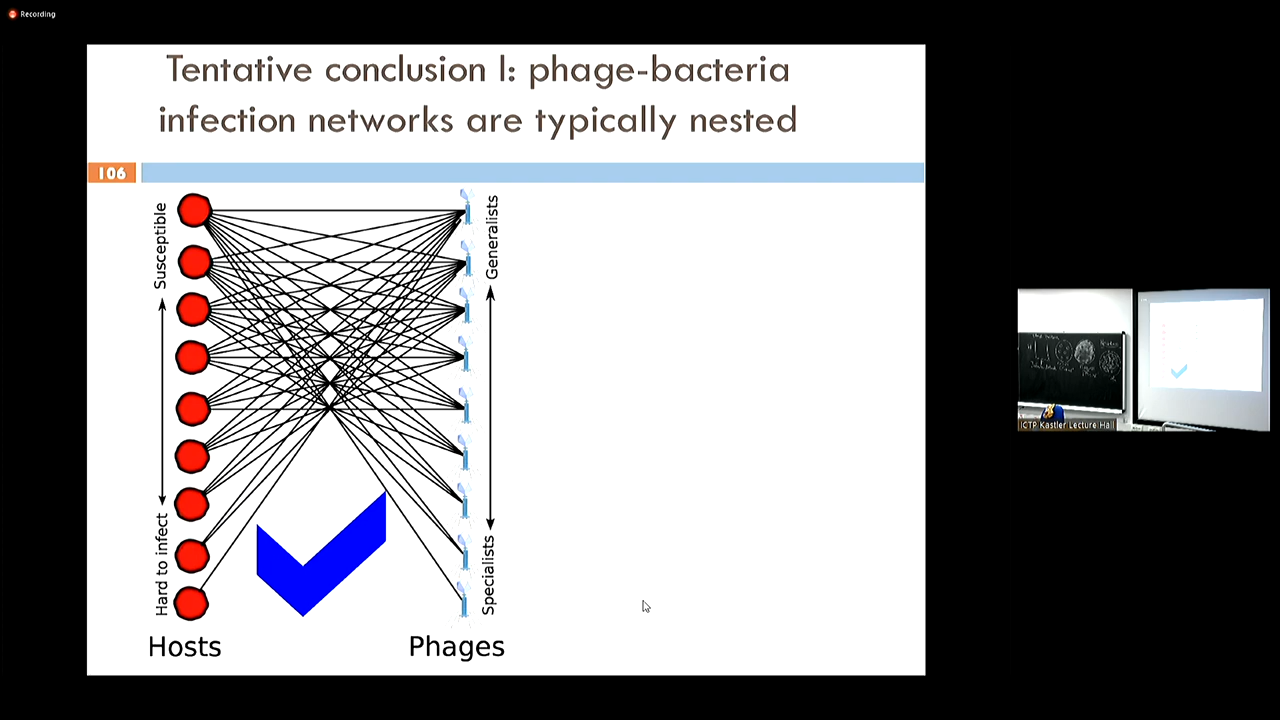 Recording
Tentative conclusion I: phage-bacteria
infection networks are typically nested
106
Susceptible
Hard to infect
Generalists
Specialists
Hosts
Phages
ICTP Kastler Lecture Hall